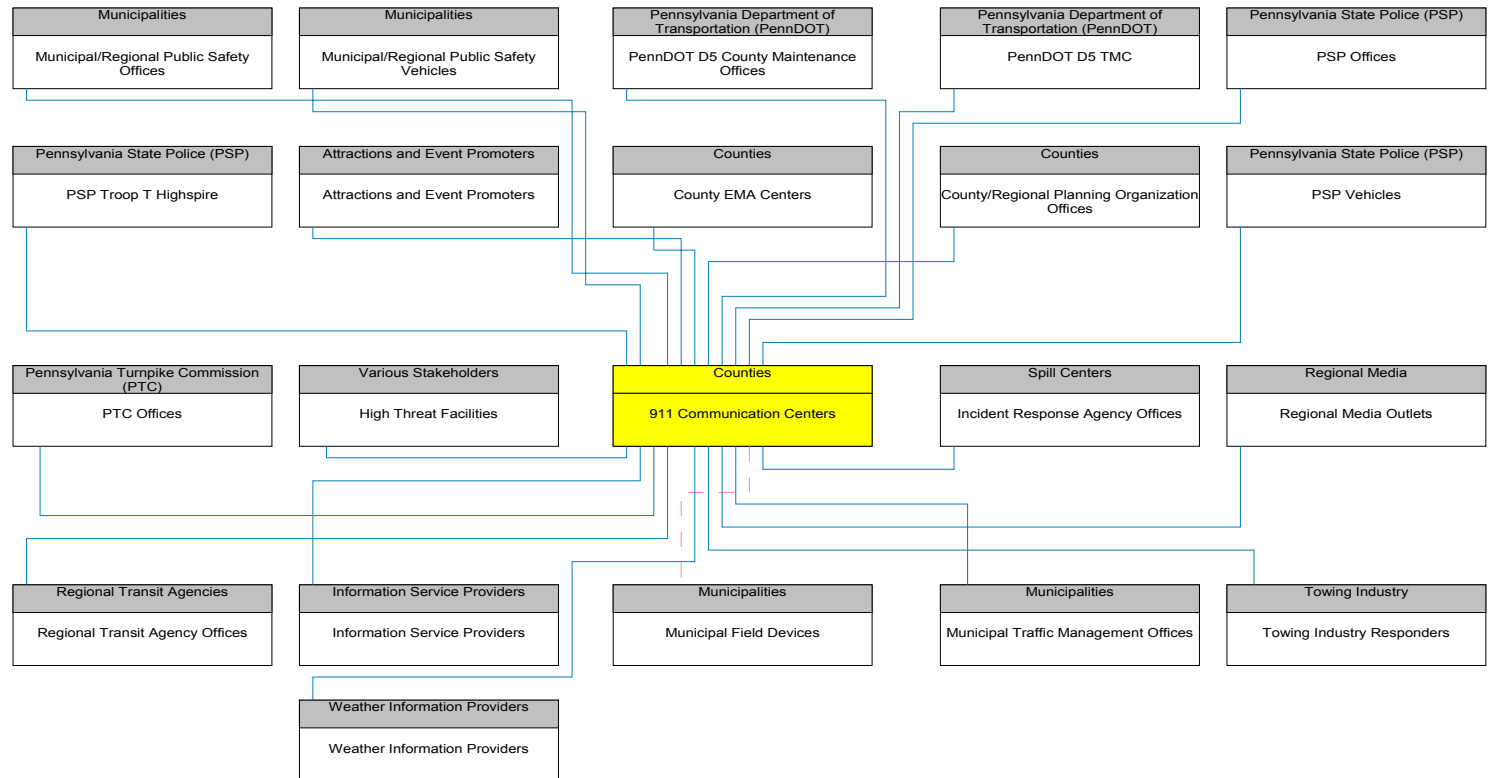 Municipalities
Municipal/Regional Public Safety
Offices
Municipalities
Municipal/Regional Public Safety
Vehicles
Pennsylvania Department of
Transportation (PennDOT)
PennDOT D5 County Maintenance
Offices
Pennsylvania Department of
Transportation (PennDOT)
PennDOT D5 TMC
Pennsylvania State Police (PSP)
PSP Offices
Pennsylvania State Police (PSP)
PSP Troop T Highspire
Attractions and Event Promoters
Attractions and Event Promoters
Counties
County EMA Centers
Counties
County/Regional Planning Organization
Offices
Pennsylvania State Police (PSP)
PSP Vehicles
Pennsylvania Turnpike Commission
(PTC)
PTC Offices
Various Stakeholders
High Threat Facilities
Counties
911 Communication Centers
Spill Centers
Incident Response Agency Offices
Regional Media
Regional Media Outlets
Regional Transit Agencies
Regional Transit Agency Offices
Information Service Providers
Information Service Providers
Municipalities
Municipal Field Devices
Municipalities
Municipal Traffic Management Offices
Towing Industry
Towing Industry Responders
Weather Information Providers
Weather Information Providers